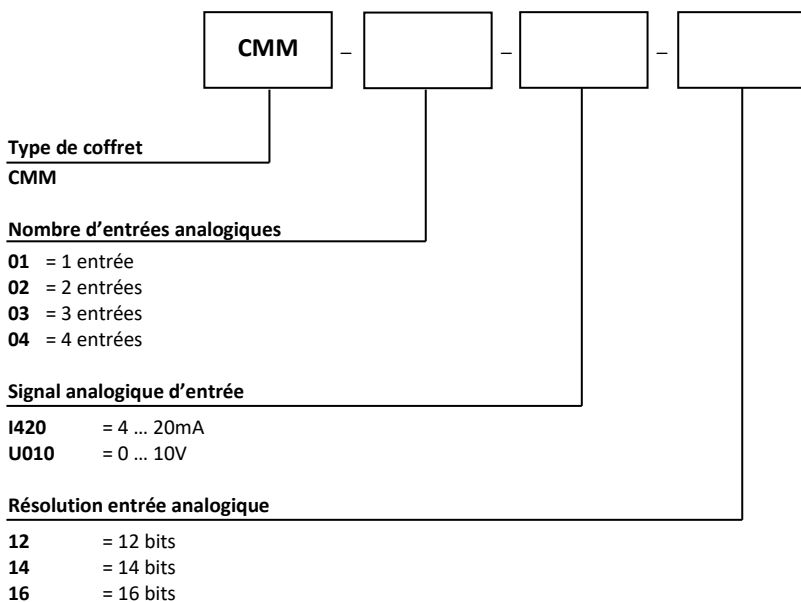 CMM – – –
Type de coffret
CMM
Nombre d’entrées analogiques
01 = 1 entrée
02 = 2 entrées
03 = 3 entrées
04 = 4 entrées
Signal analogique d’entrée
I420 = 4 ... 20mA
U010 = 0 ... 10V
Résolution entrée analogique
12 = 12 bits
14 = 14 bits
16 = 16 bits